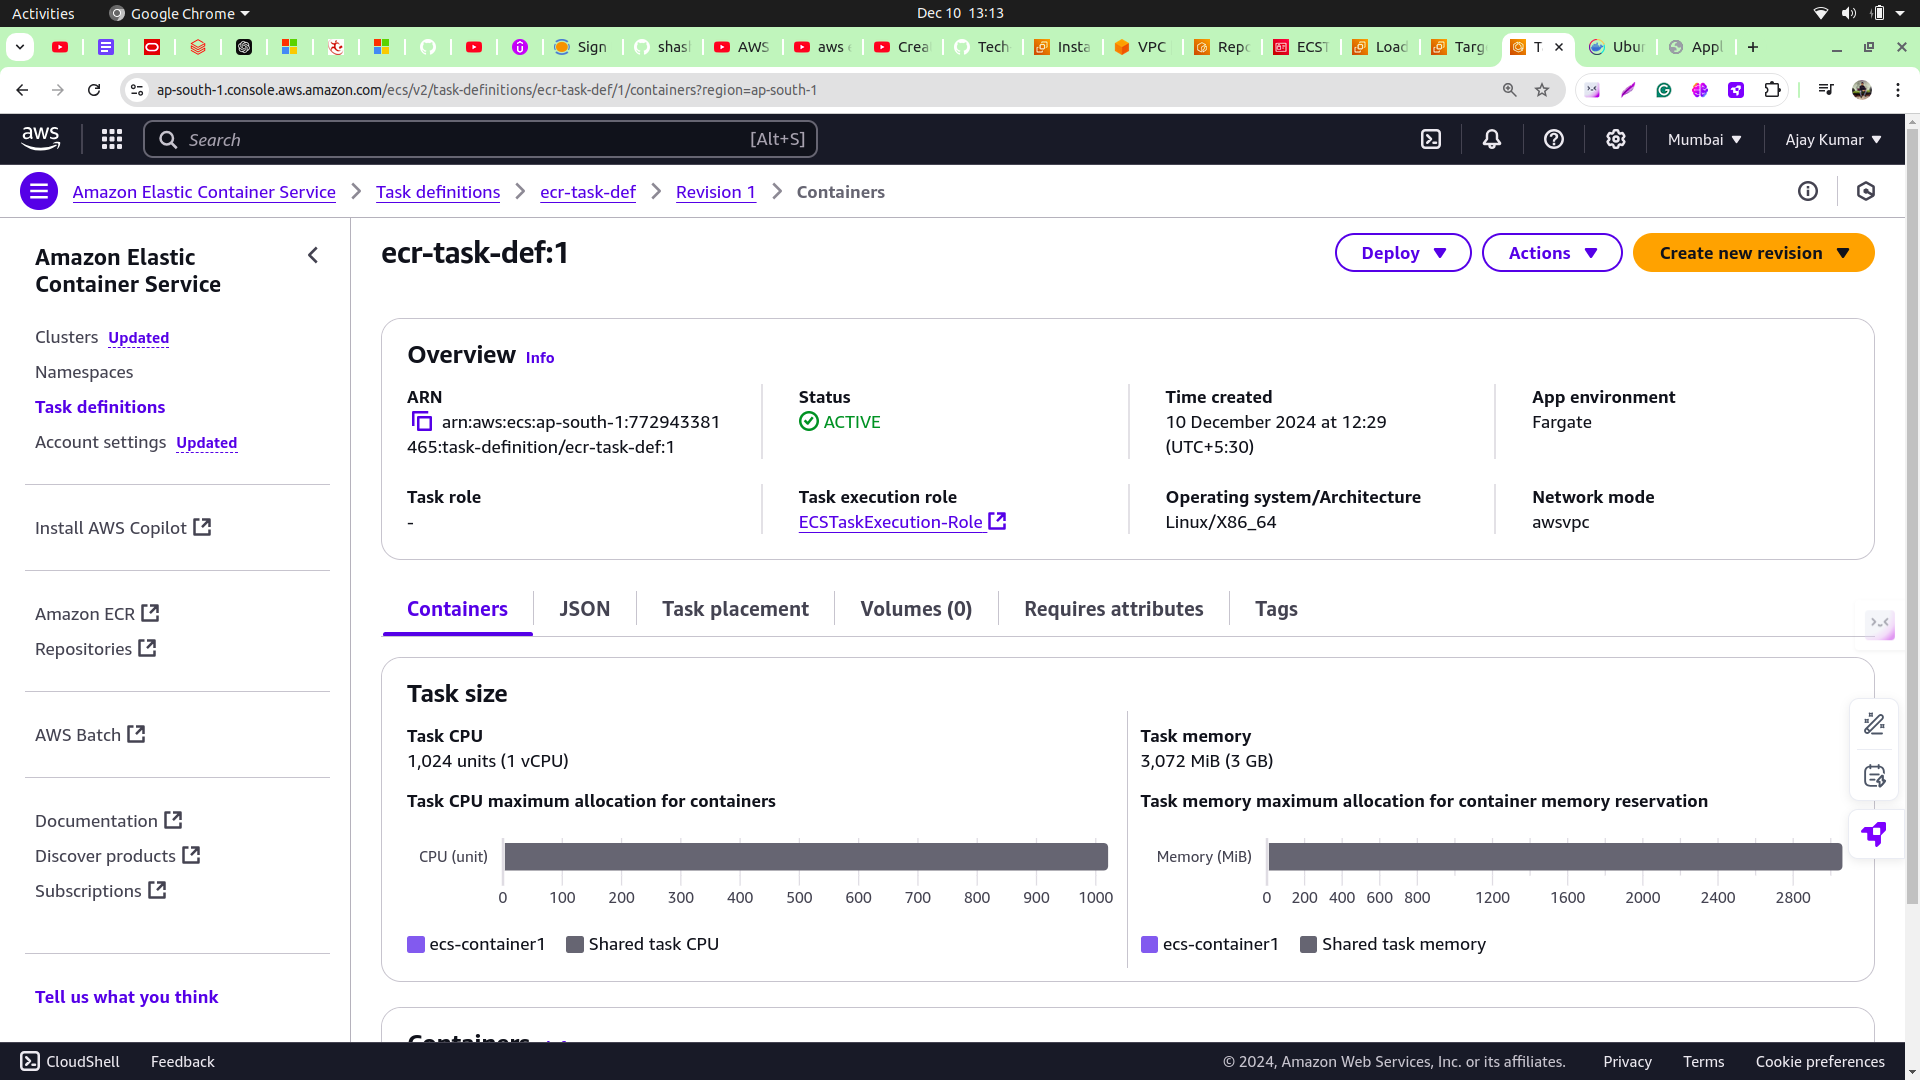 Activities
Google Chrome
Dec 10 13:13
Sign
shas
AWS
aws
Crea
Tech
Insta
VPC
Repo
ECST
Load
Targ
T
Ubun
Appl
ap-south-1.console.aws.amazon.com/ecs/v2/task-definitions/ecr-task-def/1/containers?region=ap-south-1
aws
Search
[Alt+S]
Mumbai
Ajay Kumar
Amazon Elastic Container Service
Task definitions
ecr-task-def
Revision 1
Containers
Amazon Elastic
Container Service
Clusters Updated
Namespaces
Task definitions
Account settings Updated
Install AWS Copilot
Amazon ECR
Repositories
AWS Batch
Documentation
Discover products
Subscriptions
Tell us what you think
ecr-task-def:1
Deploy
Actions
Create new revision
Overview Info
ARN
arn:aws:ecs:ap-south-1:772943381
465:task-definition/ecr-task-def:1
Status
ACTIVE
Time created
10 December 2024 at 12:29
(UTC+5:30)
App environment
Fargate
Task role
-
Task execution role
ECSTaskExecution-Role
Operating system/Architecture
Linux/X86_64
Network mode
awsvpc
Containers
JSON
Task placement
Volumes (0)
Requires attributes
Tags
Task size
Task CPU
1,024 units (1 vCPU)
Task CPU maximum allocation for containers
CPU (unit)
0 100 200 300 400 500 600 700 800 900 1000
ecs-container1 Shared task CPU
Task memory
3,072 MiB (3 GB)
Task memory maximum allocation for container memory reservation
Memory (MiB)
0 200 400 600 800 1200 1600 2000 2400 2800
ecs-container1 Shared task memory
Containers
CloudShell
Feedback
© 2024, Amazon Web Services, Inc. or its affiliates.
Privacy
Terms
Cookie preferences